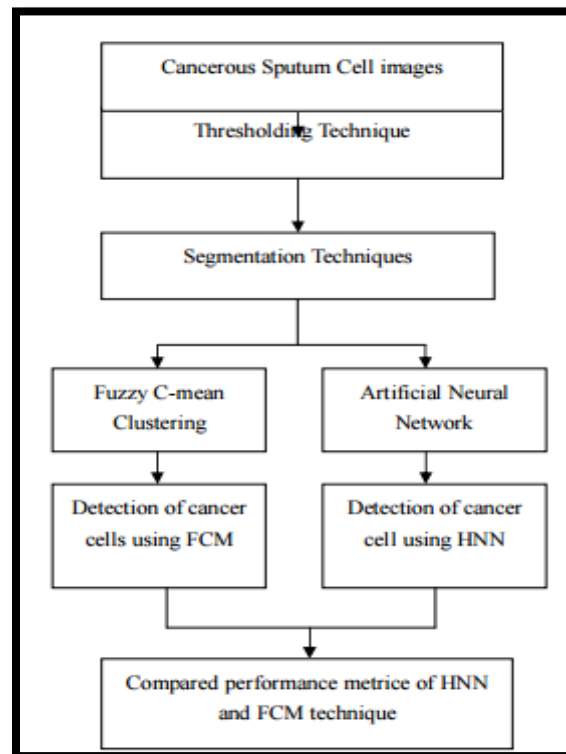 Cancerous Sputum Cell images
Thresholding Technique
Segmentation Techniques
Fuzzy C-mean
Clustering
Artificial Neural
Network
Detection of cancer
cells using FCM
Detection of cancer
cell using HNN
Compared performance metrice of HNN
and FCM technique